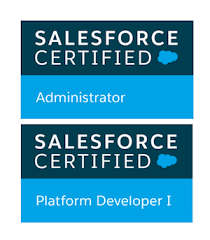 SALESFORCE
CERTIFIED
Administrator
SALESFORCE
CERTIFIED
Platform Developer I